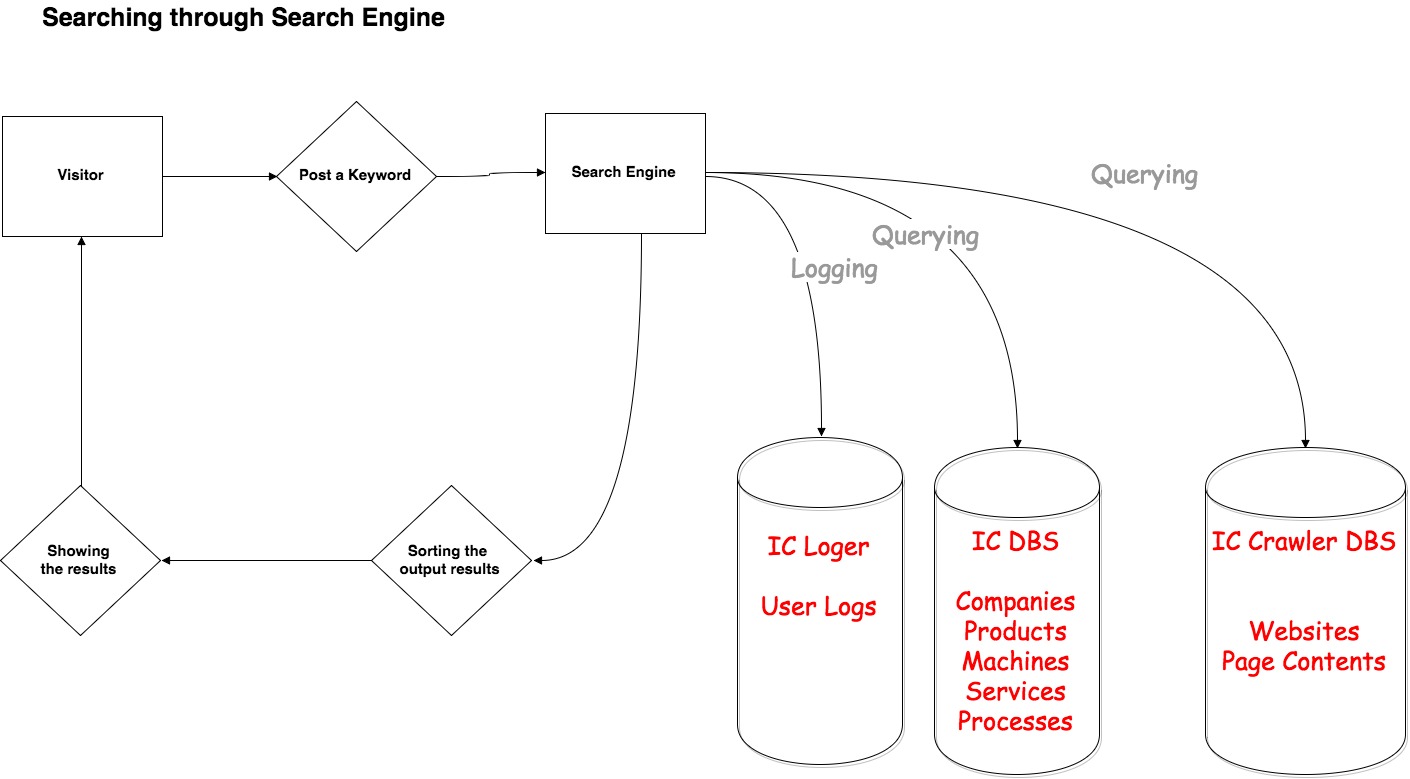 Searching through Search Engine
Visitor
Post a Keyword
Search Engine
Querying
Querying
Logging
Showing
the results
Sorting the
output results
IC Loger
User Logs
IC DBS
Companies
Products
Machines
Services
Processes
IC Crawler DBS
Websites
Page Contents